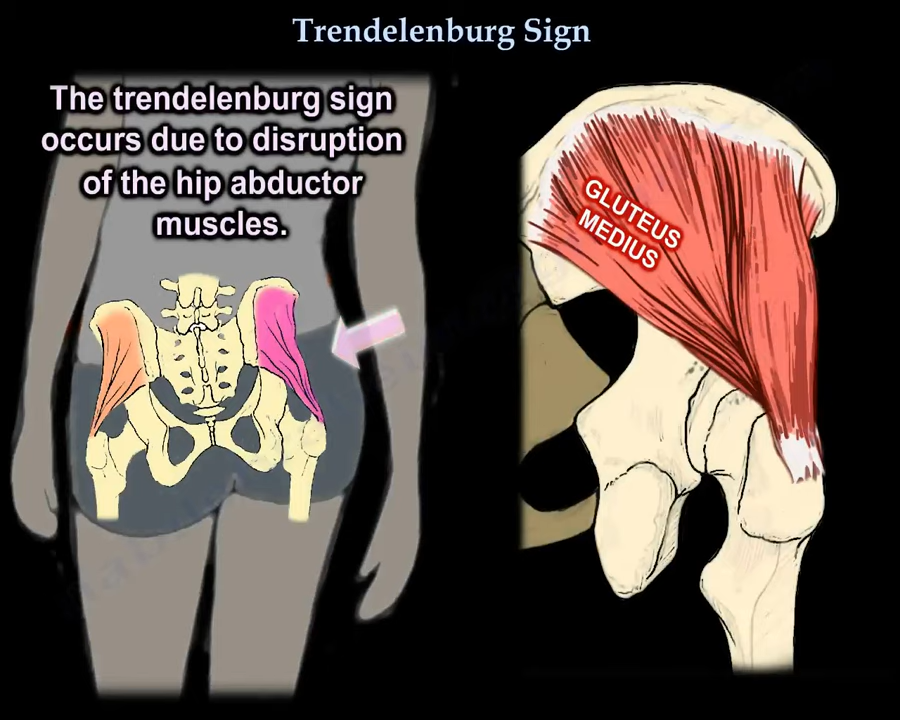 Trendelenburg Sign
The trendelenburg sign
occurs due to disruption
of the hip abductor
muscles.
GLUTEUS
MEDIUS